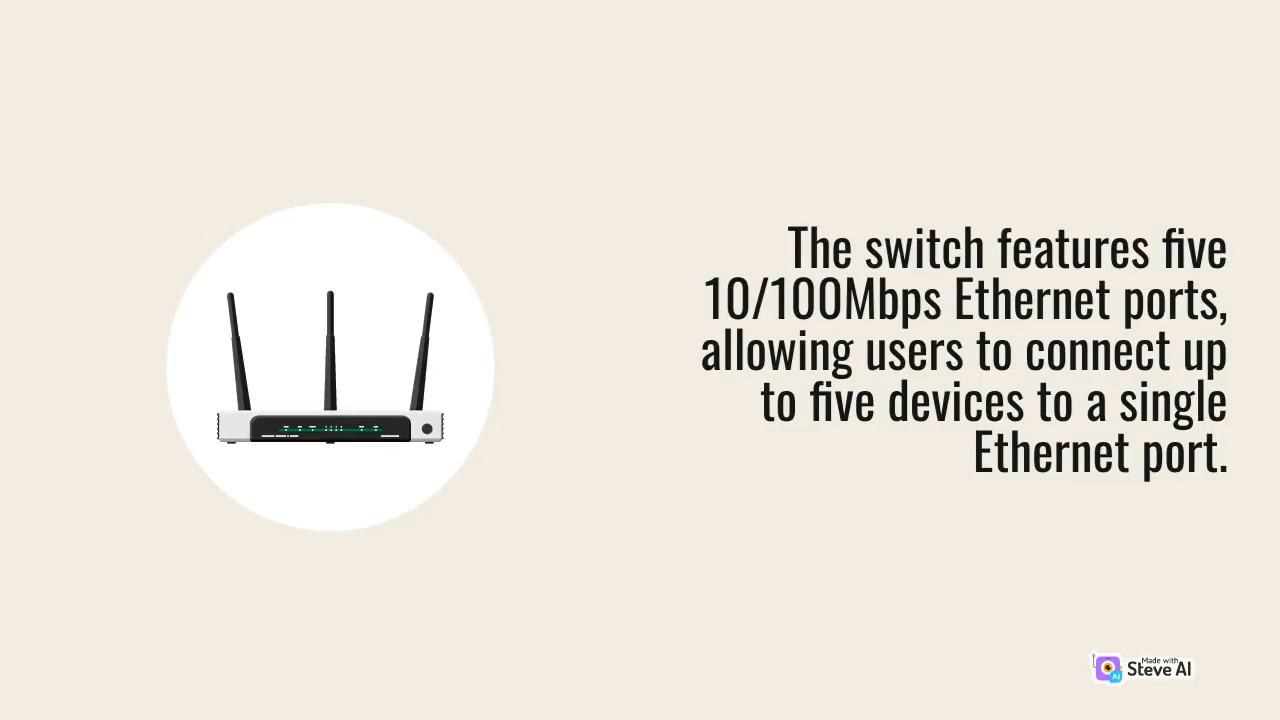 The switch features five
10/100Mbps Ethernet ports,
allowing users to connect up
to five devices to a single
Ethernet port.
Made with
Steve AI
AI